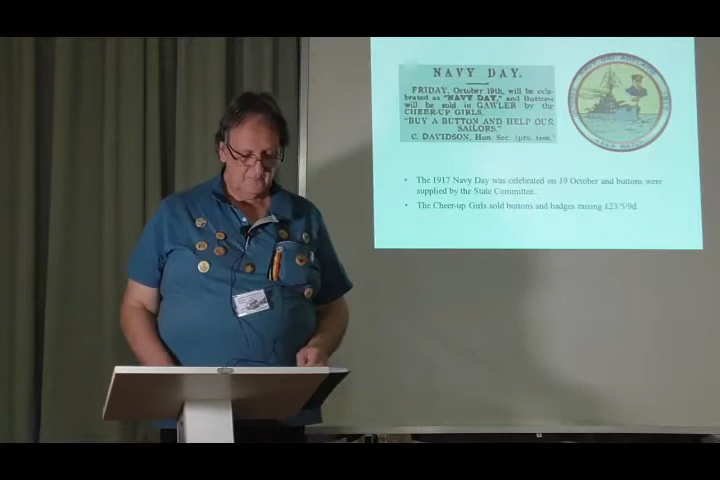 NAVY DAY.
FRIDAY, October 19th, will be cele-
brated as "NAVY DAY," and Buttons
will be sold in GAWLER by the
CHEER-UP GIRLS.
"BUY A BUTTON AND HELP OUR
SAILORS."
C. DAVIDSON, Hon. Sec. (pro. tem.)
• The 1917 Navy Day was celebrated on 19 October and buttons were
supplied by the State Committee.
• The Cheer-up Girls sold buttons and badges raising £23/5/9d.